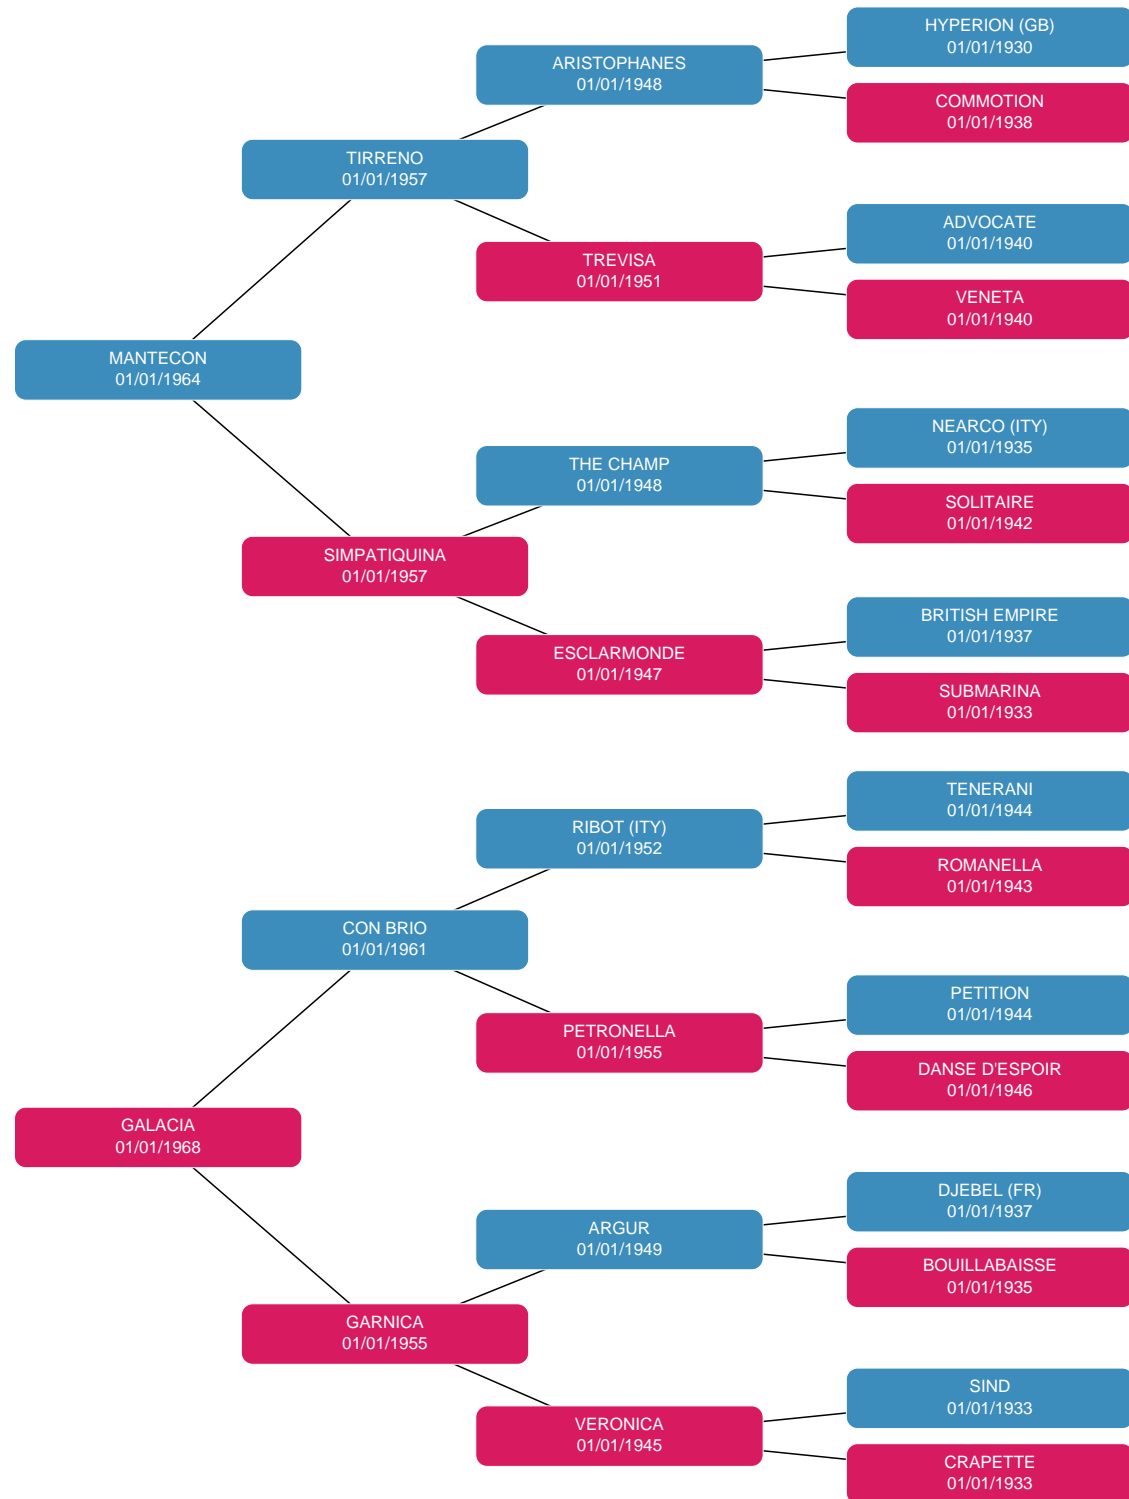 HYPERION (GB)
01/01/1930
ARISTOPHANES
01/01/1948
COMMOTION
01/01/1938
TIRRENO
01/01/1957
ADVOCATE
01/01/1940
TREVISA
01/01/1951
VENETA
01/01/1940
MANTECON
01/01/1964
NEARCO (ITY)
01/01/1935
THE CHAMP
01/01/1948
SOLITAIRE
01/01/1942
SIMPATIQUINA
01/01/1957
BRITISH EMPIRE
01/01/1937
ESCLARMONDE
01/01/1947
SUBMARINA
01/01/1933
TENERANI
01/01/1944
RIBOT (ITY)
01/01/1952
ROMANELLA
01/01/1943
CON BRIO
01/01/1961
PETITION
01/01/1944
PETRONELLA
01/01/1955
DANSE D'ESPOIR
01/01/1946
GALACIA
01/01/1968
DJEBEL (FR)
01/01/1937
ARGUR
01/01/1949
BOUILLABAISSE
01/01/1935
GARNICA
01/01/1955
SIND
01/01/1933
VERONICA
01/01/1945
CRAPETTE
01/01/1933